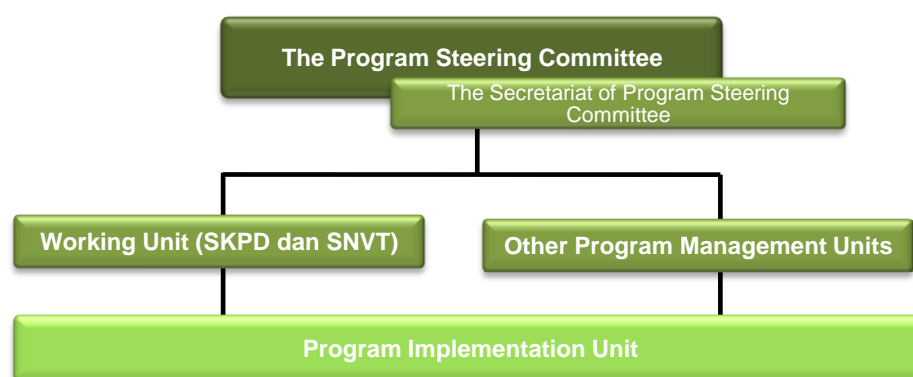 The Program Steering Committee
The Secretariat of Program Steering
Committee
Working Unit (SKPD dan SNVT)
Other Program Management Units
Program Implementation Unit